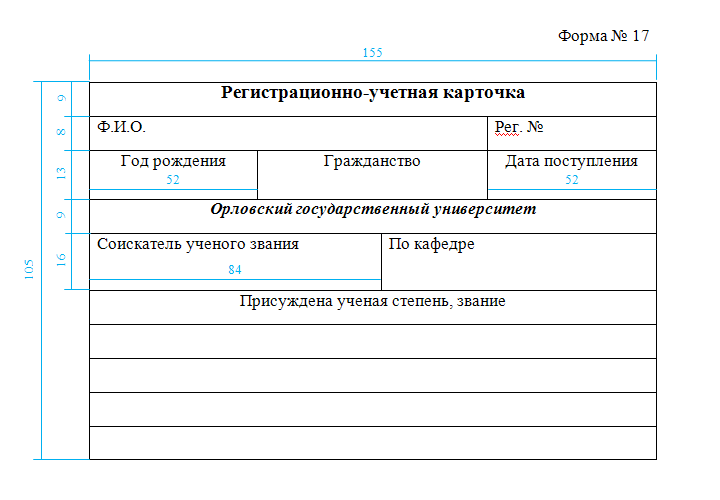 Форма № 17
155
9
Регистрационно-учетная карточка
8
Ф.И.О.
Рег. №
13
Год рождения
Гражданство
Дата поступления
52
52
9
Орловский государственный университет
105
16
Соискатель ученого звания
По кафедре
84
Присуждена ученая степень, звание